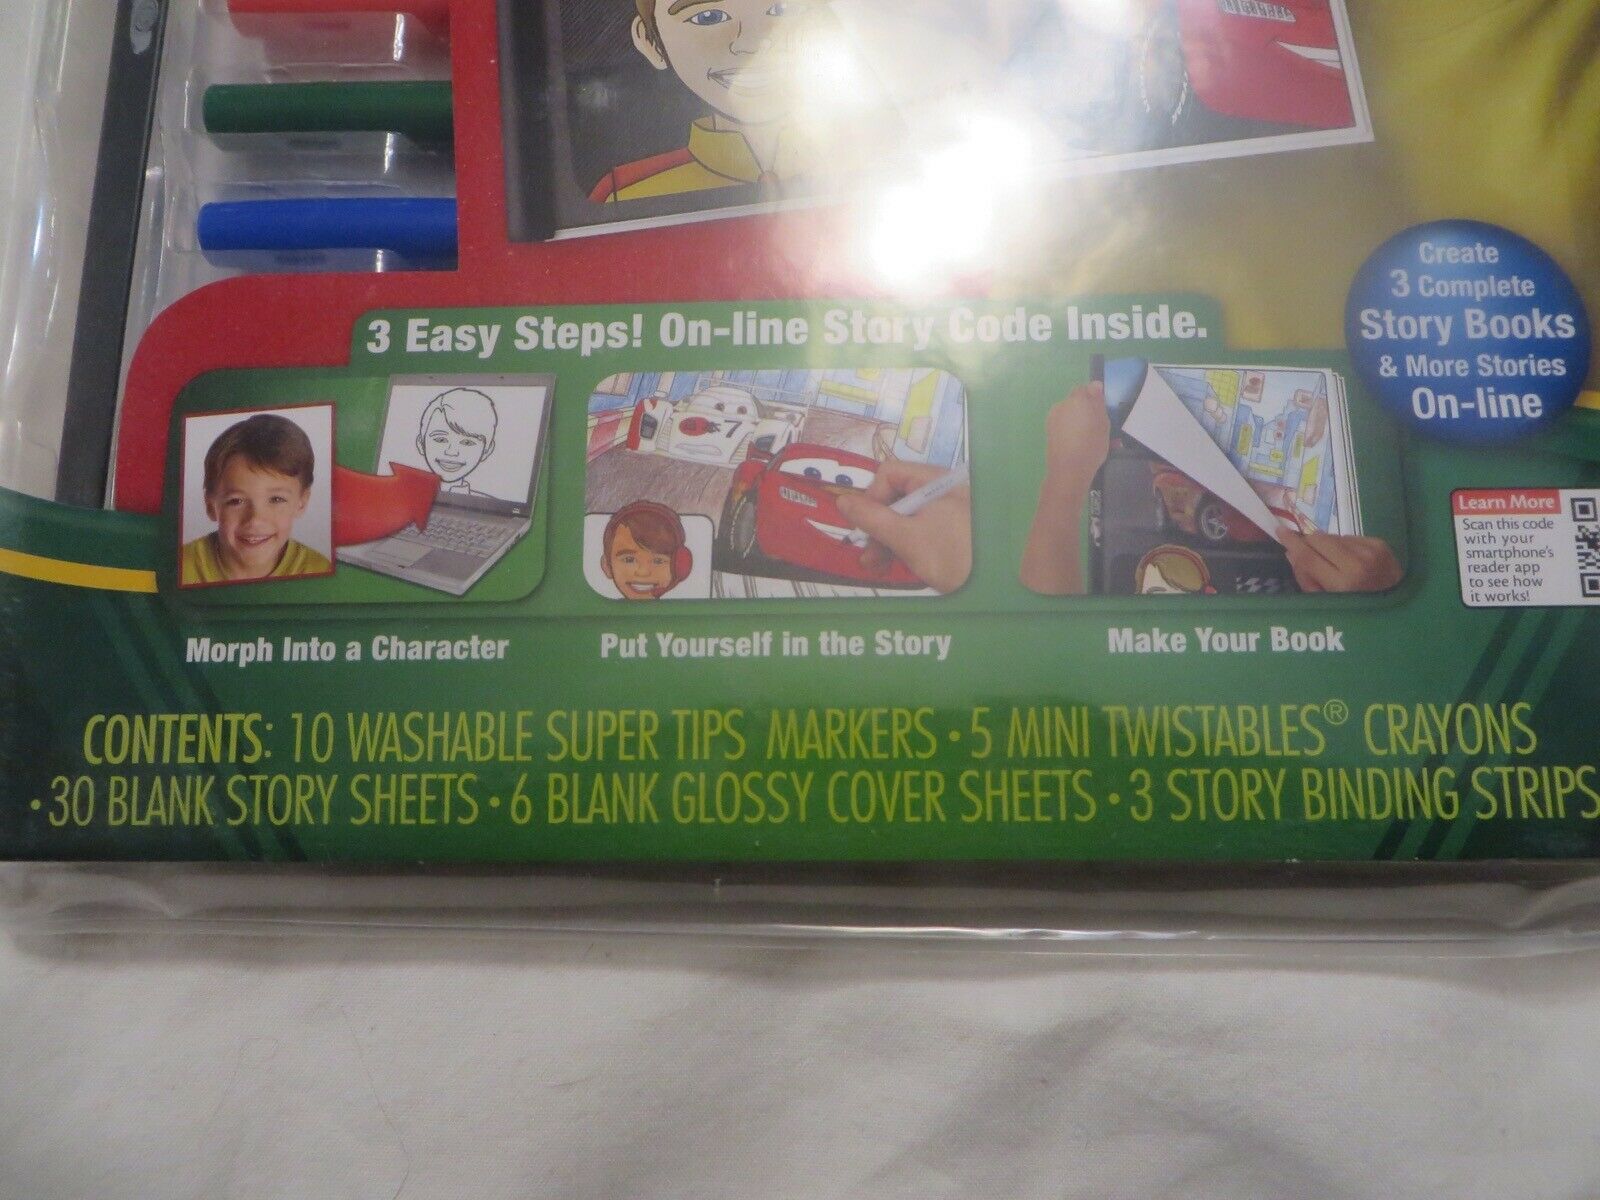 3 Easy Steps! On-line Story Code Inside.
Create
3 Complete
Story Books
& More Stories
On-line
7
Learn More
Scan this code
with your
smartphone's
reader app
to see how
it works!
Morph Into a Character
Put Yourself in the Story
Make Your Book
CONTENTS: 10 WASHABLE SUPER TIPS MARKERS • 5 MINI TWISTABLES® CRAYONS
• 30 BLANK STORY SHEETS • 6 BLANK GLOSSY COVER SHEETS • 3 STORY BINDING STRIPS